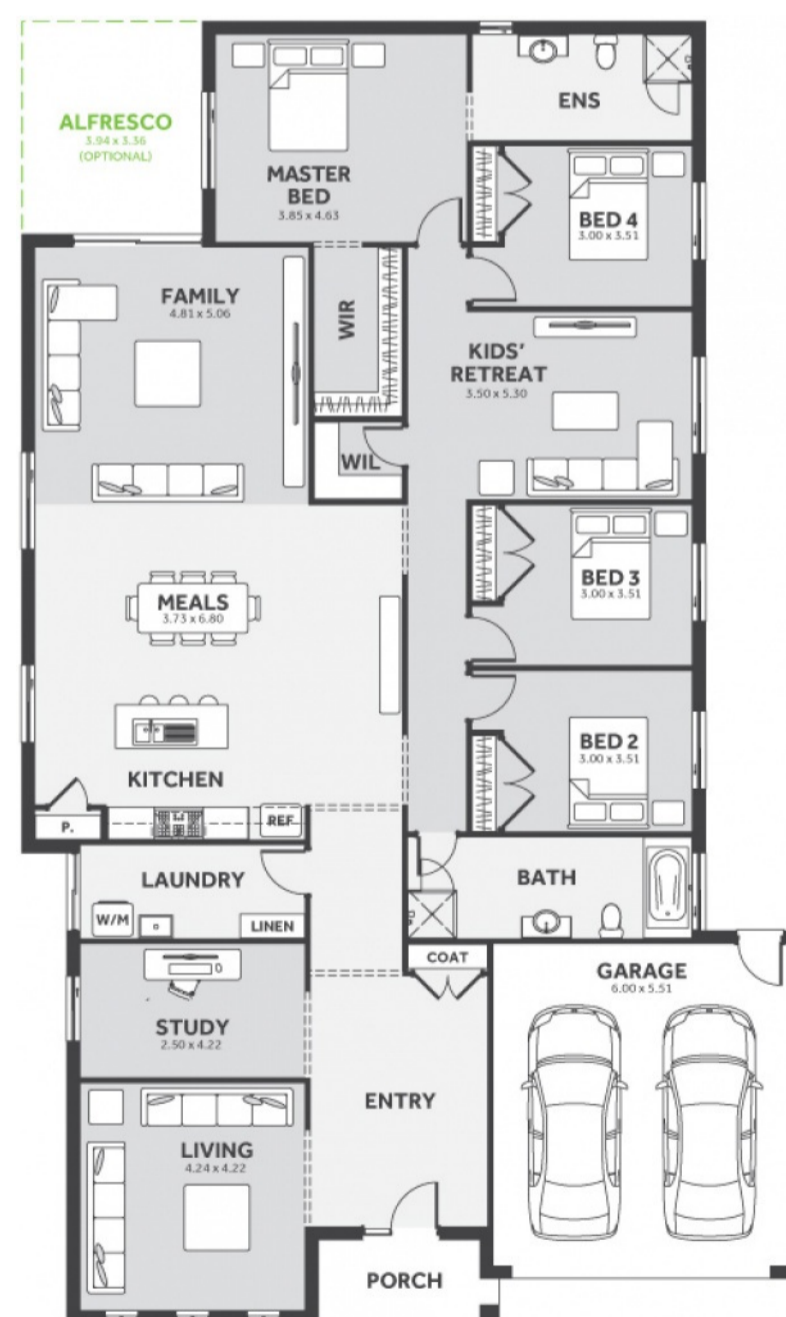 ALFRESCO
3.94 x 3.36
(OPTIONAL)
MASTER
BED
3.85 x 4.63
ENS
BED 4
3.00 x 3.51
FAMILY
4.81 x 5.06
WIR
KIDS'
RETREAT
3.50 x 5.30
WIL
MEALS
3.73 x 6.80
BED 3
3.00 x 3.51
KITCHEN
BED 2
3.00 x 3.51
P.
REF
LAUNDRY
BATH
W/M
LINEN
COAT
GARAGE
6.00 x 5.51
STUDY
2.50 x 4.22
ENTRY
LIVING
4.24 x 4.22
PORCH